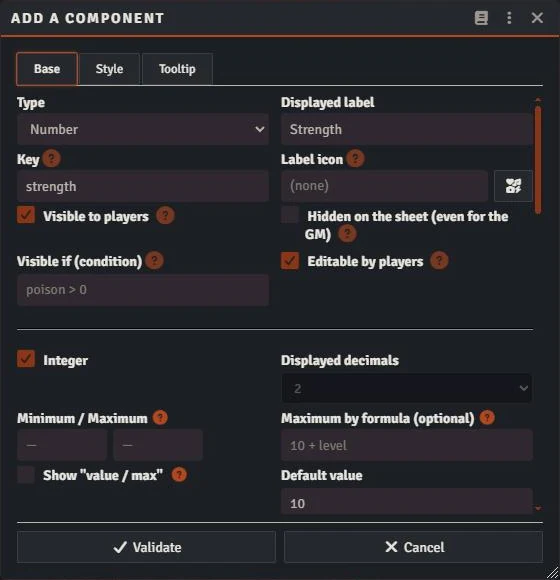 ADD A COMPONENT
Base Style Tooltip
Type
Number
Displayed label
Strength
Key ?
strength
Label icon ?
(none)
Visible to players ?
Hidden on the sheet (even for the
GM) ?
Visible if (condition) ?
poison > 0
Editable by players ?
Integer
Displayed decimals
2
Minimum / Maximum ?
— —
Maximum by formula (optional) ?
10 + level
Show "value / max" ?
Default value
10
Validate
Cancel